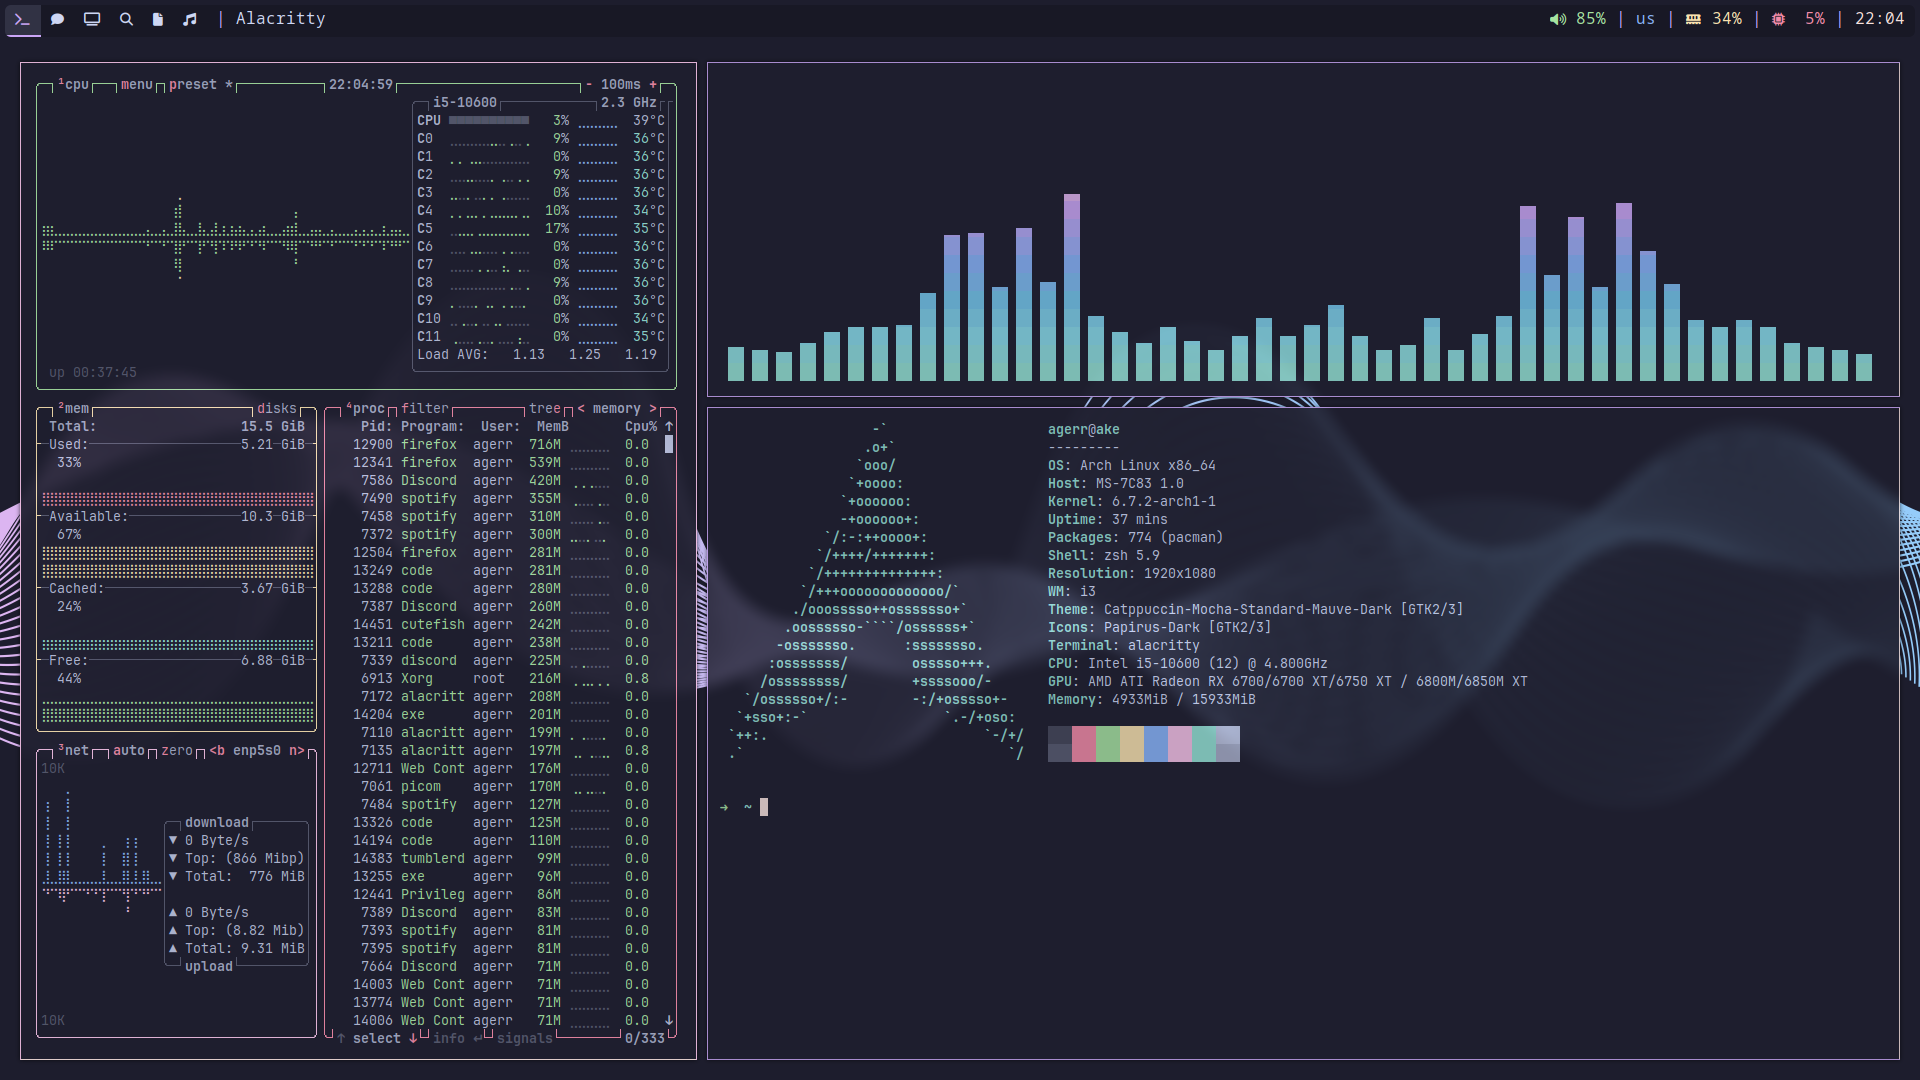 Alacritty
85% | us | 34% | 5% | 22:04
¹cpu menu preset * 22:04:59 - 100ms +
i5-10600 2.3 GHz
CPU 3% 39°C
C0 9% 36°C
C1 0% 36°C
C2 9% 36°C
C3 0% 36°C
C4 10% 34°C
C5 17% 35°C
C6 0% 36°C
C7 0% 36°C
C8 9% 36°C
C9 0% 36°C
C10 0% 34°C
C11 0% 35°C
Load AVG: 1.13 1.25 1.19
up 00:37:45
²mem disks
Total: 15.5 GiB
Used: 5.21 GiB
33%
Available: 10.3 GiB
67%
Cached: 3.67 GiB
24%
Free: 6.88 GiB
44%
³net auto zero <b enp5s0 n>
10K
download
▼ 0 Byte/s
▼ Top: (866 Mibp)
▼ Total: 776 MiB
▲ 0 Byte/s
▲ Top: (8.82 Mib)
▲ Total: 9.31 MiB
upload
10K
⁴proc filter tree < memory >
Pid: Program: User: MemB Cpu% ↑
12900 firefox agerr 716M 0.0
12341 firefox agerr 539M 0.0
7586 Discord agerr 420M 0.0
7490 spotify agerr 355M 0.0
7458 spotify agerr 310M 0.0
7372 spotify agerr 300M 0.0
12504 firefox agerr 281M 0.0
13249 code agerr 281M 0.0
13288 code agerr 280M 0.0
7387 Discord agerr 260M 0.0
14451 cutefish agerr 242M 0.0
13211 code agerr 238M 0.0
7339 discord agerr 225M 0.0
6913 Xorg root 216M 0.8
7172 alacritt agerr 208M 0.0
14204 exe agerr 201M 0.0
7110 alacritt agerr 199M 0.0
7135 alacritt agerr 197M 0.8
12711 Web Cont agerr 176M 0.0
7061 picom agerr 170M 0.0
7484 spotify agerr 127M 0.0
13326 code agerr 125M 0.0
14194 code agerr 110M 0.0
14383 tumblerd agerr 99M 0.0
13255 exe agerr 96M 0.0
12441 Privileg agerr 86M 0.0
7389 Discord agerr 83M 0.0
7393 spotify agerr 81M 0.0
7395 spotify agerr 81M 0.0
7664 Discord agerr 71M 0.0
14003 Web Cont agerr 71M 0.0
13774 Web Cont agerr 71M 0.0
14006 Web Cont agerr 71M 0.0 ↓
↑ select ↓ info ↵ signals 0/333
-`
.o+`
`ooo/
`+oooo:
`+oooooo:
-+oooooo+:
`/:-:++oooo+:
`/++++/+++++++:
`/++++++++++++++:
`/+++ooooooooooooo/`
./ooosssso++osssssso+`
.oossssso-````/ossssss+`
-osssssso. :ssssssso.
:osssssss/ osssso+++.
/ossssssss/ +ssssooo/-
`/ossssso+/:- -:/+osssso+-
`+sso+:-` `.-/+oso:
`++:. `-/+/
.` `/
agerr@ake
---------
OS: Arch Linux x86_64
Host: MS-7C83 1.0
Kernel: 6.7.2-arch1-1
Uptime: 37 mins
Packages: 774 (pacman)
Shell: zsh 5.9
Resolution: 1920x1080
WM: i3
Theme: Catppuccin-Mocha-Standard-Mauve-Dark [GTK2/3]
Icons: Papirus-Dark [GTK2/3]
Terminal: alacritty
CPU: Intel i5-10600 (12) @ 4.800GHz
GPU: AMD ATI Radeon RX 6700/6700 XT/6750 XT / 6800M/6850M XT
Memory: 4933MiB / 15933MiB
→ ~